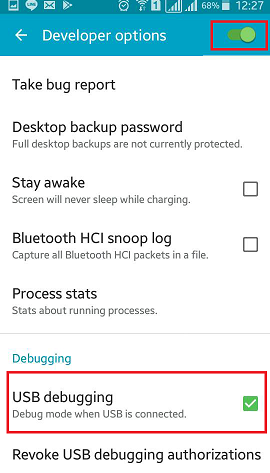 1 68% 12:27
Developer options
Take bug report
Desktop backup password
Full desktop backups are not currently protected.
Stay awake
Screen will never sleep while charging.
Bluetooth HCI snoop log
Capture all Bluetooth HCI packets in a file.
Process stats
Stats about running processes.
Debugging
USB debugging
Debug mode when USB is connected.
Revoke USB debugging authorizations